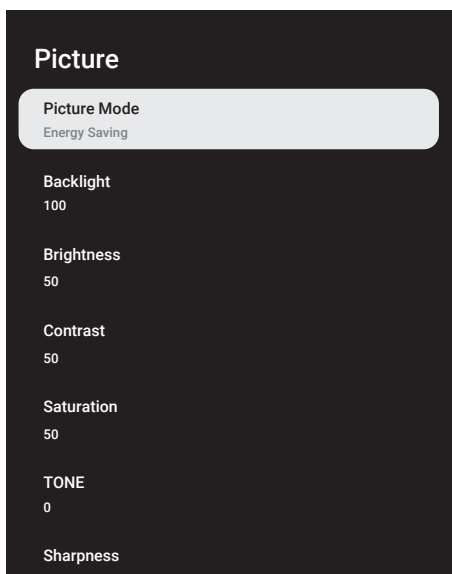 Picture
Picture Mode
Energy Saving
Backlight
100
Brightness
50
Contrast
50
Saturation
50
TONE
0
Sharpness